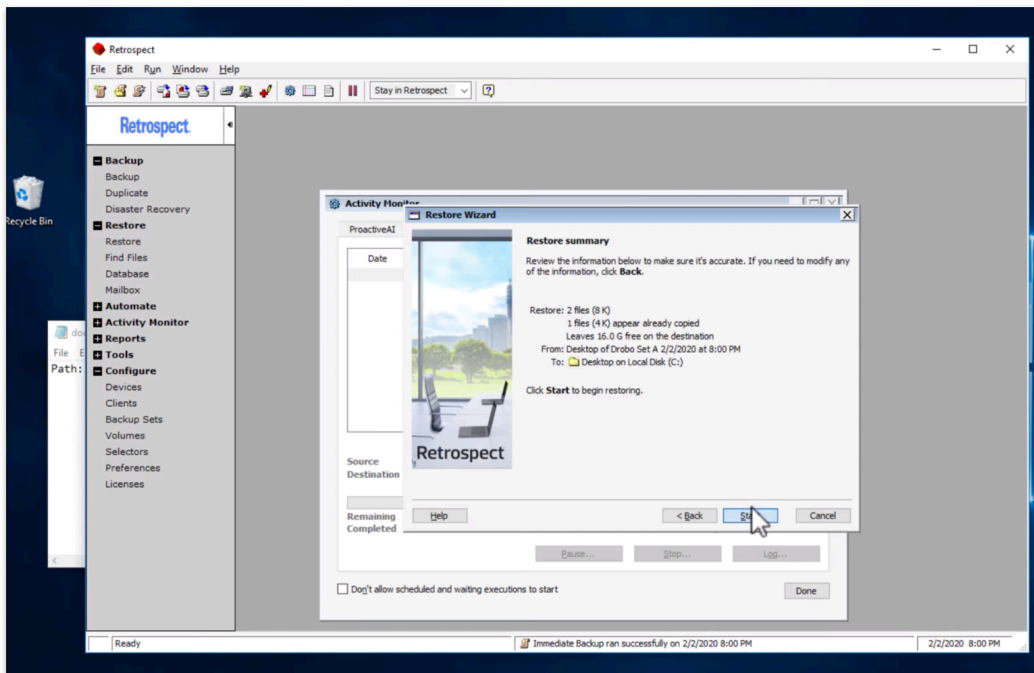 Retrospect
File Edit Run Window Help
Stay in Retrospect
Retrospect
Backup
Backup
Duplicate
Disaster Recovery
Restore
Restore
Find Files
Database
Mailbox
Automate
Activity Monitor
Reports
Tools
Configure
Devices
Clients
Backup Sets
Volumes
Selectors
Preferences
Licenses
Recycle Bin
File
Path:
Activity Monitor
ProactiveAI
Date
Source
Destination
Remaining
Completed
Pause...
Stop...
Log...
Don't allow scheduled and waiting executions to start
Done
Restore Wizard
Restore summary
Review the information below to make sure it's accurate. If you need to modify any
of the information, click Back.
Restore: 2 files (8 K)
1 files (4 K) appear already copied
Leaves 16.0 G free on the destination
From: Desktop of Drobo Set A 2/2/2020 at 8:00 PM
To: Desktop on Local Disk (C:)
Click Start to begin restoring.
Retrospect
Help
< Back
Cancel
Ready
Immediate Backup ran successfully on 2/2/2020 8:00 PM
2/2/2020 8:00 PM